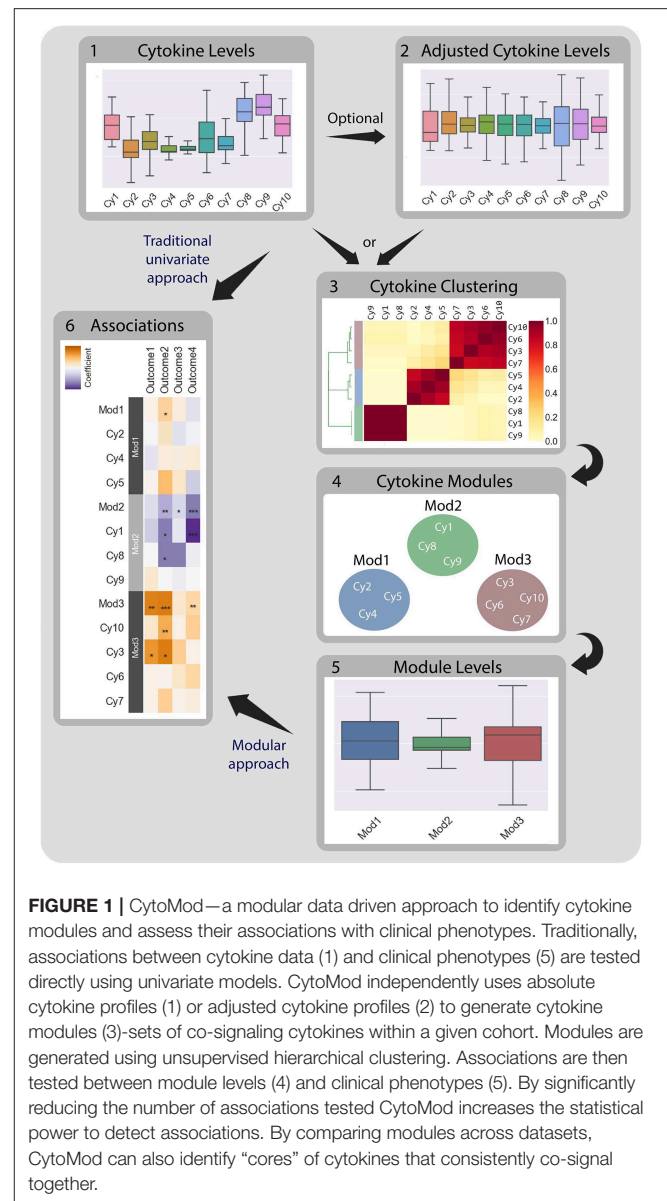 1 Cytokine Levels
Cy1 Cy2 Cy3 Cy4 Cy5 Cy6 Cy7 Cy8 Cy9 Cy10
Optional
2 Adjusted Cytokine Levels
Cy1 Cy2 Cy3 Cy4 Cy5 Cy6 Cy7 Cy8 Cy9 Cy10
Traditional
univariate
approach
or
3 Cytokine Clustering
Cy9 Cy1 Cy8 Cy2 Cy4 Cy5 Cy7 Cy3 Cy6 Cy10
Cy10
Cy6
Cy3
Cy7
Cy5
Cy4
Cy2
Cy8
Cy1
Cy9
1.0
0.8
0.6
0.4
0.2
0.0
4 Cytokine Modules
Mod2
Cy1
Cy8
Cy9
Mod1
Cy2
Cy5
Cy4
Mod3
Cy3
Cy6 Cy10
Cy7
5 Module Levels
Mod1 Mod2 Mod3
Modular
approach
6 Associations
Coefficient
Outcome1 Outcome2 Outcome3 Outcome4
Mod1 *
Cy2
Cy4
Cy5
Mod1
Mod2 ** * ***
Cy1 * ***
Cy8 *
Cy9
Mod2
Mod3 ** *** **
Cy10 **
Cy3 * *
Cy6
Cy7
Mod3
FIGURE 1 | CytoMod—a modular data driven approach to identify cytokine
modules and assess their associations with clinical phenotypes. Traditionally,
associations between cytokine data (1) and clinical phenotypes (5) are tested
directly using univariate models. CytoMod independently uses absolute
cytokine profiles (1) or adjusted cytokine profiles (2) to generate cytokine
modules (3)-sets of co-signaling cytokines within a given cohort. Modules are
generated using unsupervised hierarchical clustering. Associations are then
tested between module levels (4) and clinical phenotypes (5). By significantly
reducing the number of associations tested CytoMod increases the statistical
power to detect associations. By comparing modules across datasets,
CytoMod can also identify “cores” of cytokines that consistently co-signal
together.